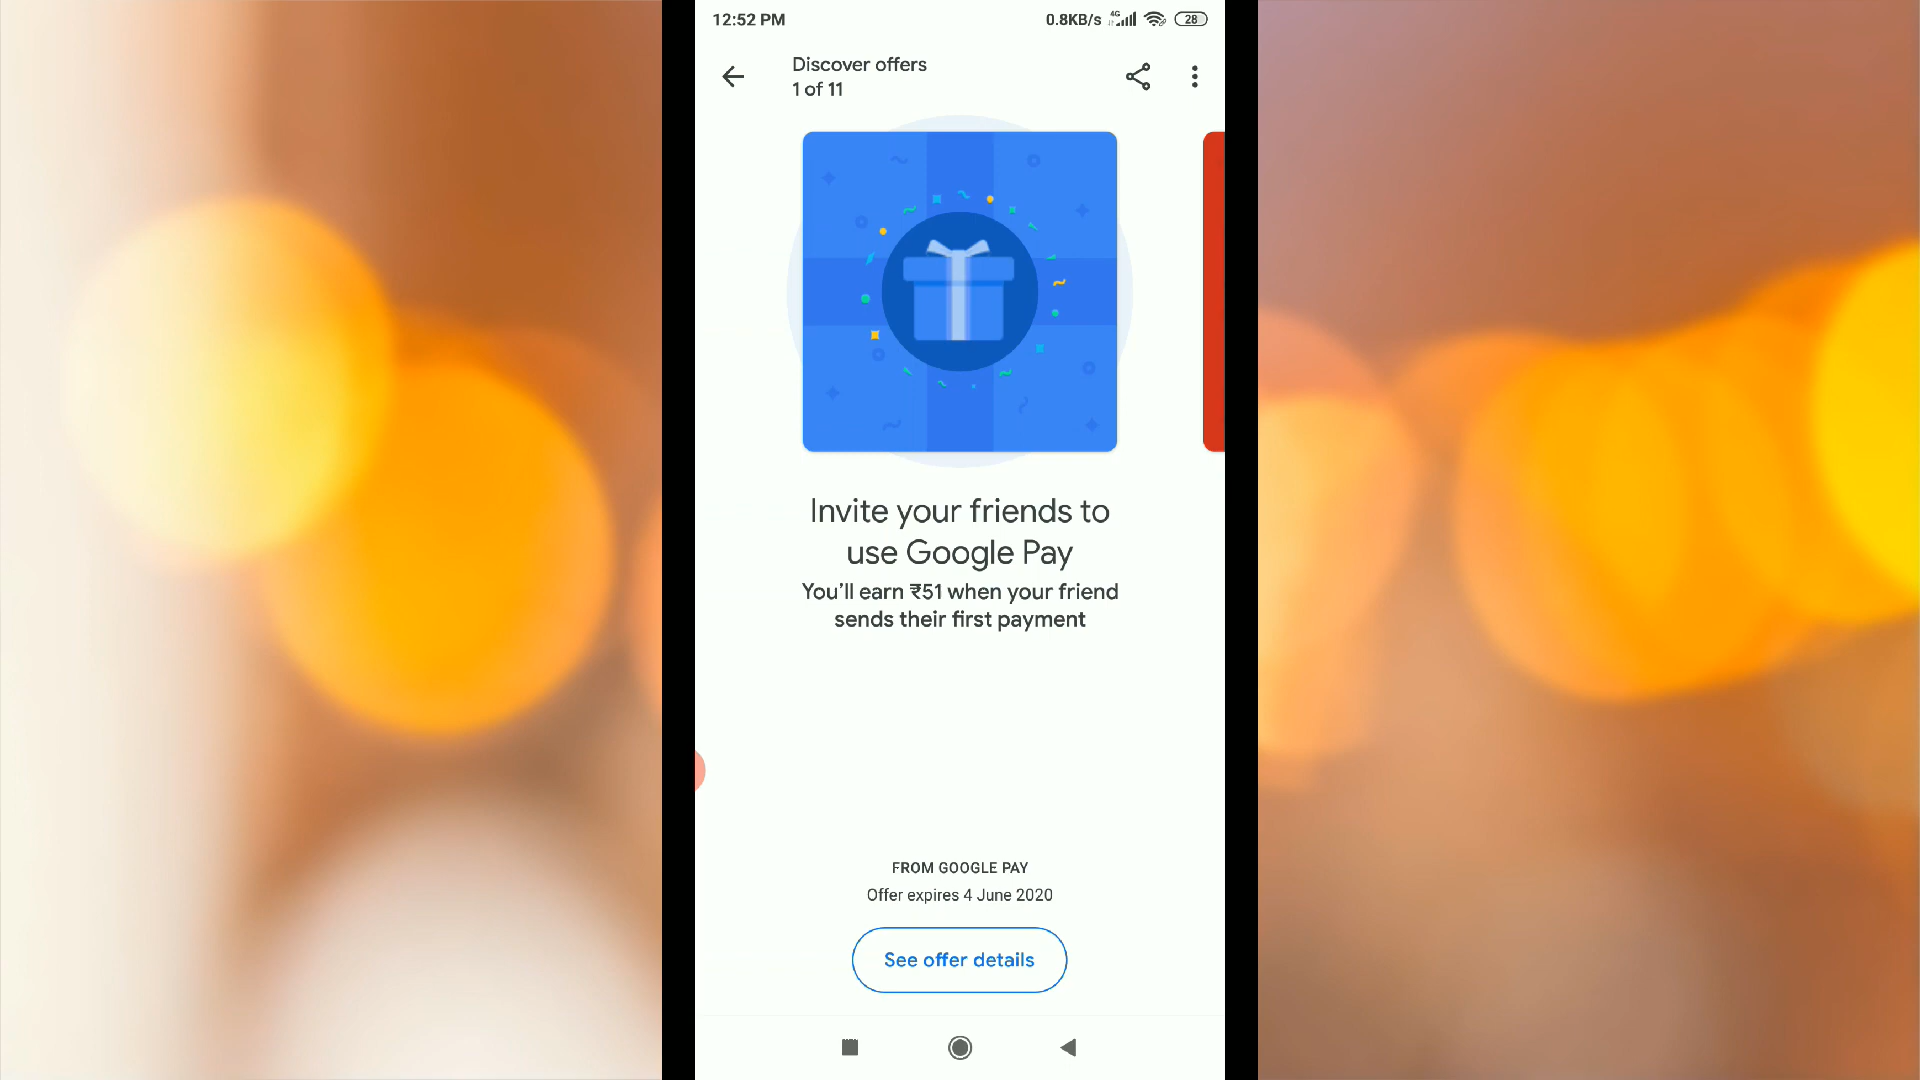 12:52 PM
0.8KB/s 4G 28
Discover offers
1 of 11
Invite your friends to
use Google Pay
You'll earn ₹51 when your friend
sends their first payment
FROM GOOGLE PAY
Offer expires 4 June 2020
See offer details